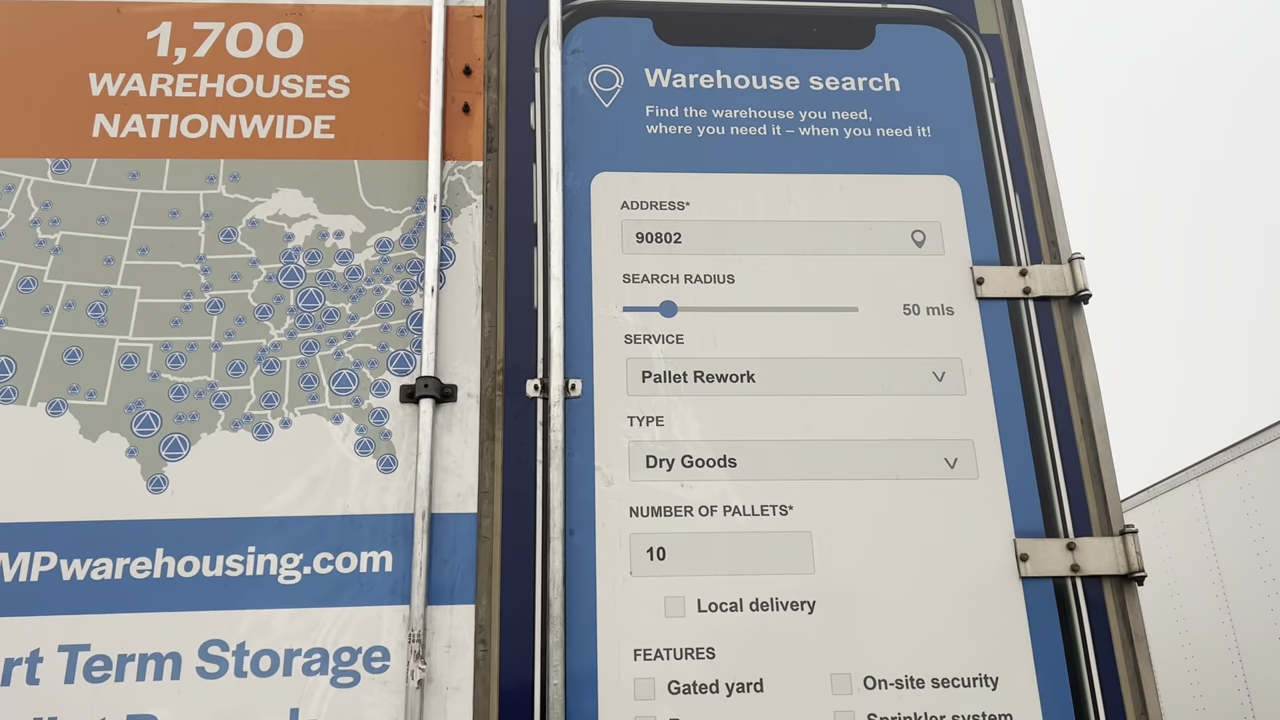 1,700
WAREHOUSES
NATIONWIDE
MPwarehousing.com
rt Term Storage
Warehouse search
Find the warehouse you need,
where you need it – when you need it!
ADDRESS*
90802
SEARCH RADIUS
50 mls
SERVICE
Pallet Rework
TYPE
Dry Goods
NUMBER OF PALLETS*
10
Local delivery
FEATURES
Gated yard
On-site security
Sprinkler system